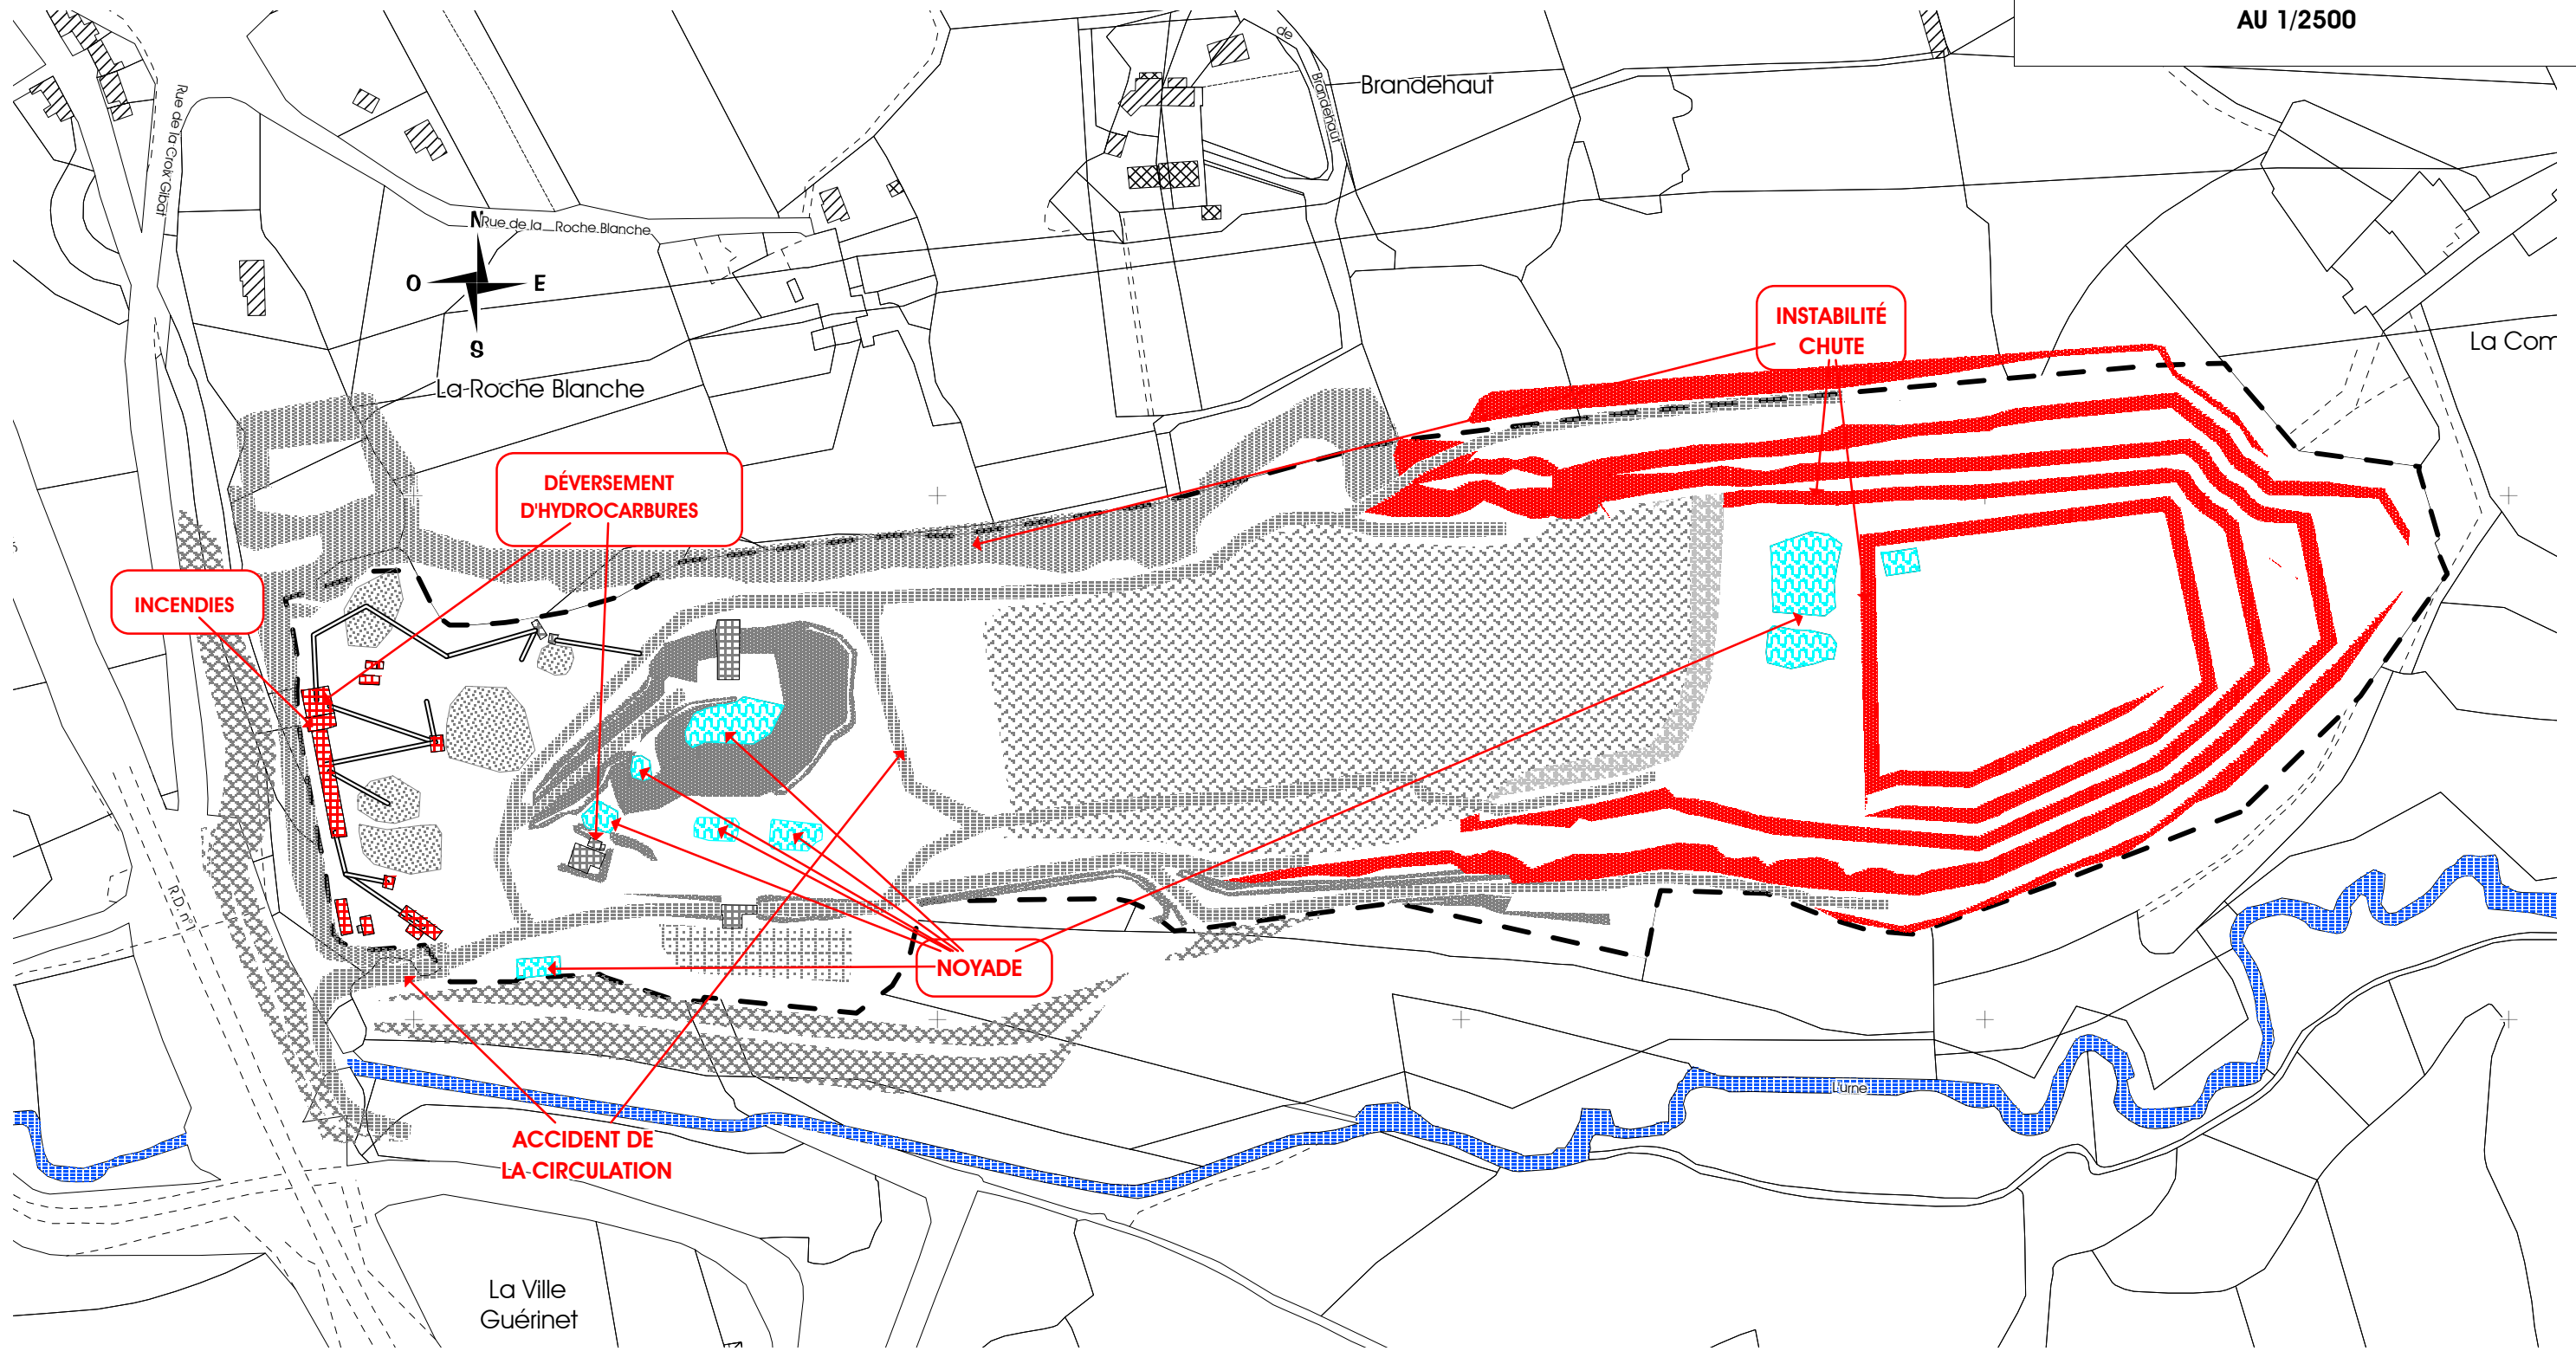 AU 1/2500
de
Brandehaut
Brandehaut
Rue de la Croix Gibat
N
Rue de la Roche Blanche
O
E
S
INSTABILITÉ
CHUTE
La Com
La Roche Blanche
DÉVERSEMENT
D'HYDROCARBURES
INCENDIES
R.D. n°
NOYADE
L'urne
ACCIDENT DE
LA CIRCULATION
La Ville
Guérinet